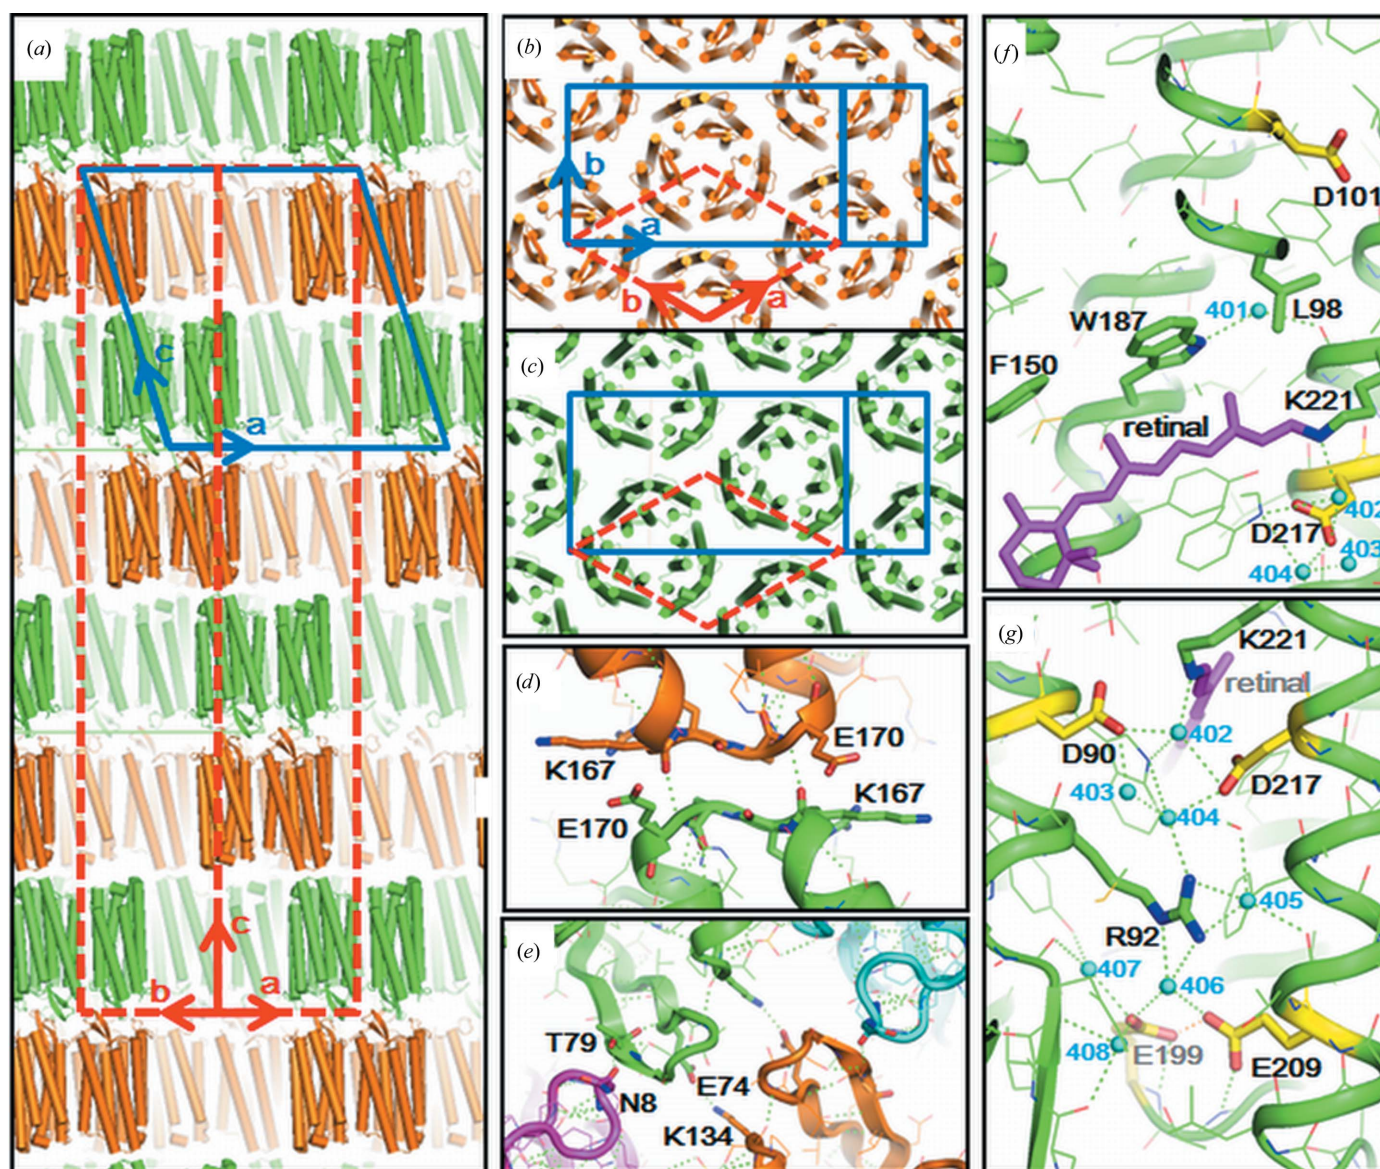 (a)
c
a
c
b
a
(b)
b
a
b
a
(c)
(d)
K167
E170
E170
K167
(e)
T79
N8
E74
K134
(f)
D101
401
L98
W187
F150
K221
retinal
402
D217
403
404
(g)
K221
retinal
402
D90
D217
403
404
405
R92
407
406
408
E199
E209